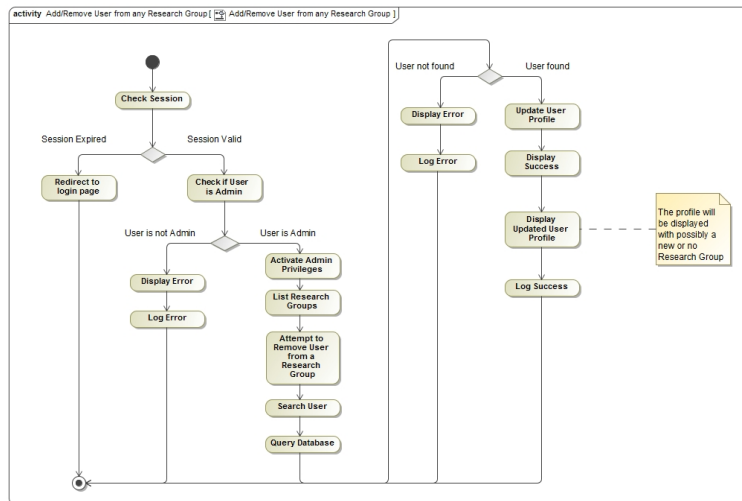 activity Add/Remove User from any Research Group [ Add/Remove User from any Research Group ]
Check Session
Session Expired
Session Valid
Redirect to
login page
Check if User
is Admin
User is not Admin
User is Admin
Display Error
Log Error
Activate Admin
Privileges
List Research
Groups
Attempt to
Remove User
from a
Research
Group
Search User
Query Database
User not found
User found
Display Error
Log Error
Update User
Profile
Display
Success
Display
Updated User
Profile
Log Success
The profile will
be displayed
with possibly a
new or no
Research Group